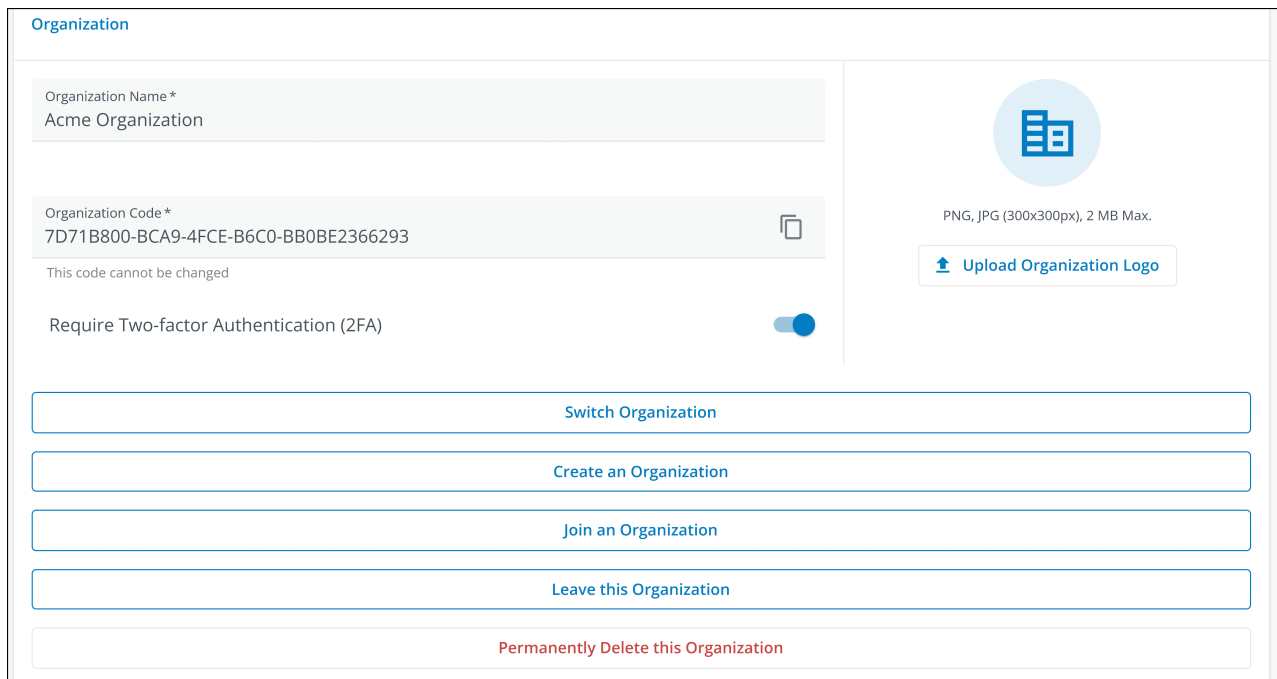 Organization
Organization Name *
Acme Organization
Organization Code *
7D71B800-BCA9-4FCE-B6C0-BB0BE2366293
This code cannot be changed
Require Two-factor Authentication (2FA)
PNG, JPG (300x300px), 2 MB Max.
Upload Organization Logo
Switch Organization
Create an Organization
Join an Organization
Leave this Organization
Permanently Delete this Organization